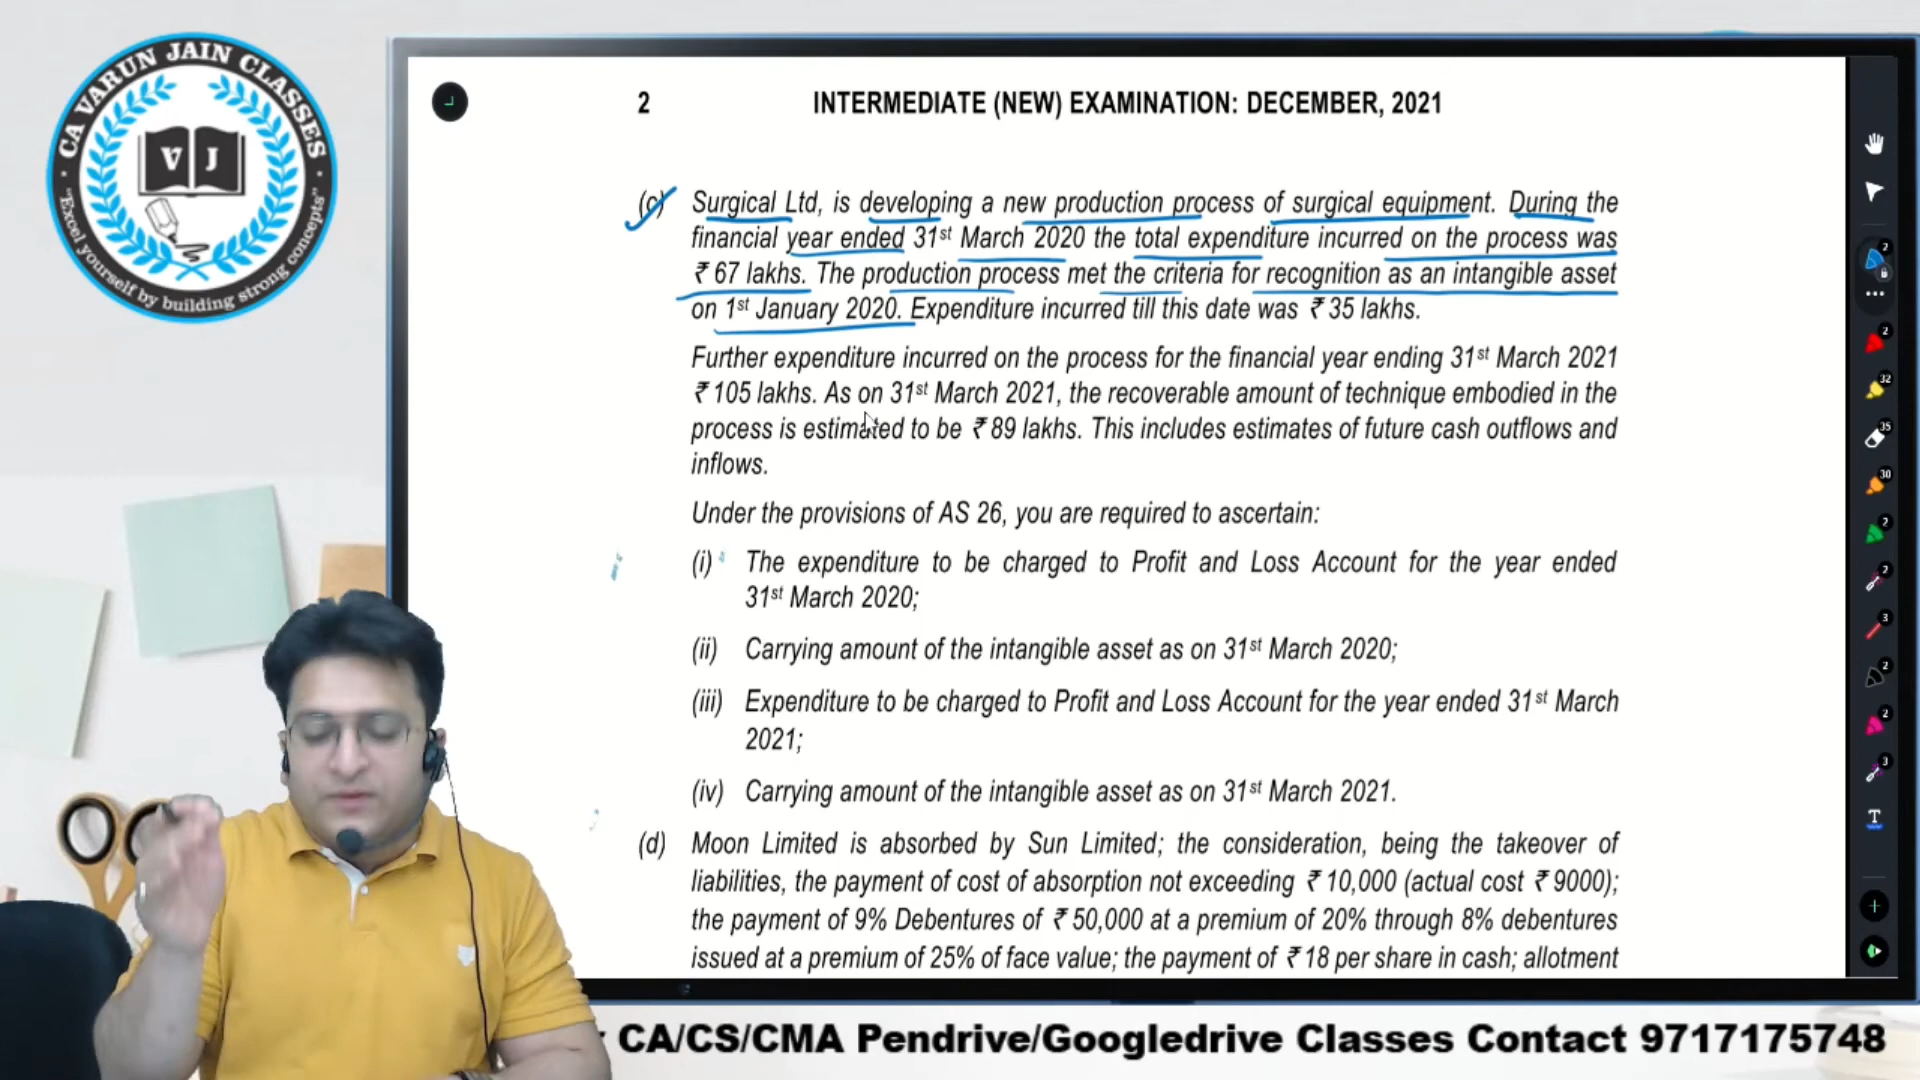 CA VARUN JAIN CLASSES
V J
"Excel yourself by building strong concepts"
2 INTERMEDIATE (NEW) EXAMINATION: DECEMBER, 2021
(c) Surgical Ltd, is developing a new production process of surgical equipment. During the
financial year ended 31st March 2020 the total expenditure incurred on the process was
₹ 67 lakhs. The production process met the criteria for recognition as an intangible asset
on 1st January 2020. Expenditure incurred till this date was ₹ 35 lakhs.
Further expenditure incurred on the process for the financial year ending 31st March 2021
₹ 105 lakhs. As on 31st March 2021, the recoverable amount of technique embodied in the
process is estimated to be ₹ 89 lakhs. This includes estimates of future cash outflows and
inflows.
Under the provisions of AS 26, you are required to ascertain:
(i) The expenditure to be charged to Profit and Loss Account for the year ended
31st March 2020;
(ii) Carrying amount of the intangible asset as on 31st March 2020;
(iii) Expenditure to be charged to Profit and Loss Account for the year ended 31st March
2021;
(iv) Carrying amount of the intangible asset as on 31st March 2021.
(d) Moon Limited is absorbed by Sun Limited; the consideration, being the takeover of
liabilities, the payment of cost of absorption not exceeding ₹ 10,000 (actual cost ₹ 9000);
the payment of 9% Debentures of ₹ 50,000 at a premium of 20% through 8% debentures
issued at a premium of 25% of face value; the payment of ₹ 18 per share in cash; allotment
2
2
32
35
30
2
2
3
2
2
3
T
CA/CS/CMA Pendrive/Googledrive Classes Contact 9717175748